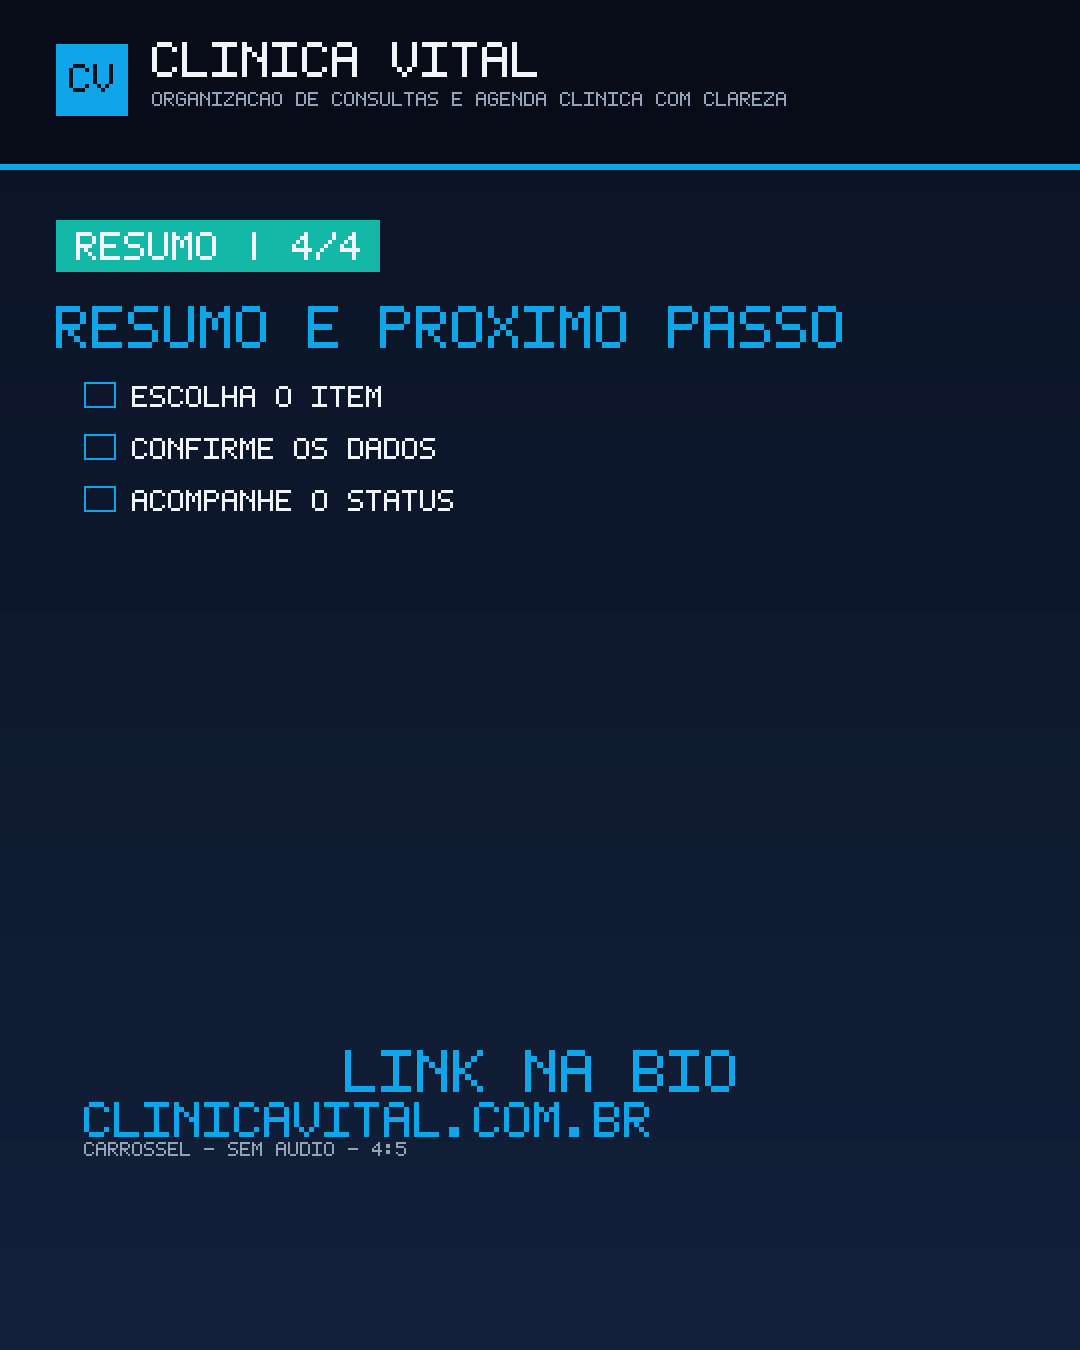 CV
CLINICA VITAL
ORGANIZACAO DE CONSULTAS E AGENDA CLINICA COM CLAREZA
RESUMO | 4/4
RESUMO E PROXIMO PASSO
ESCOLHA O ITEM
CONFIRME OS DADOS
ACOMPANHE O STATUS
LINK NA BIO
CLINICAVITAL.COM.BR
CARROSSEL - SEM AUDIO - 4:5